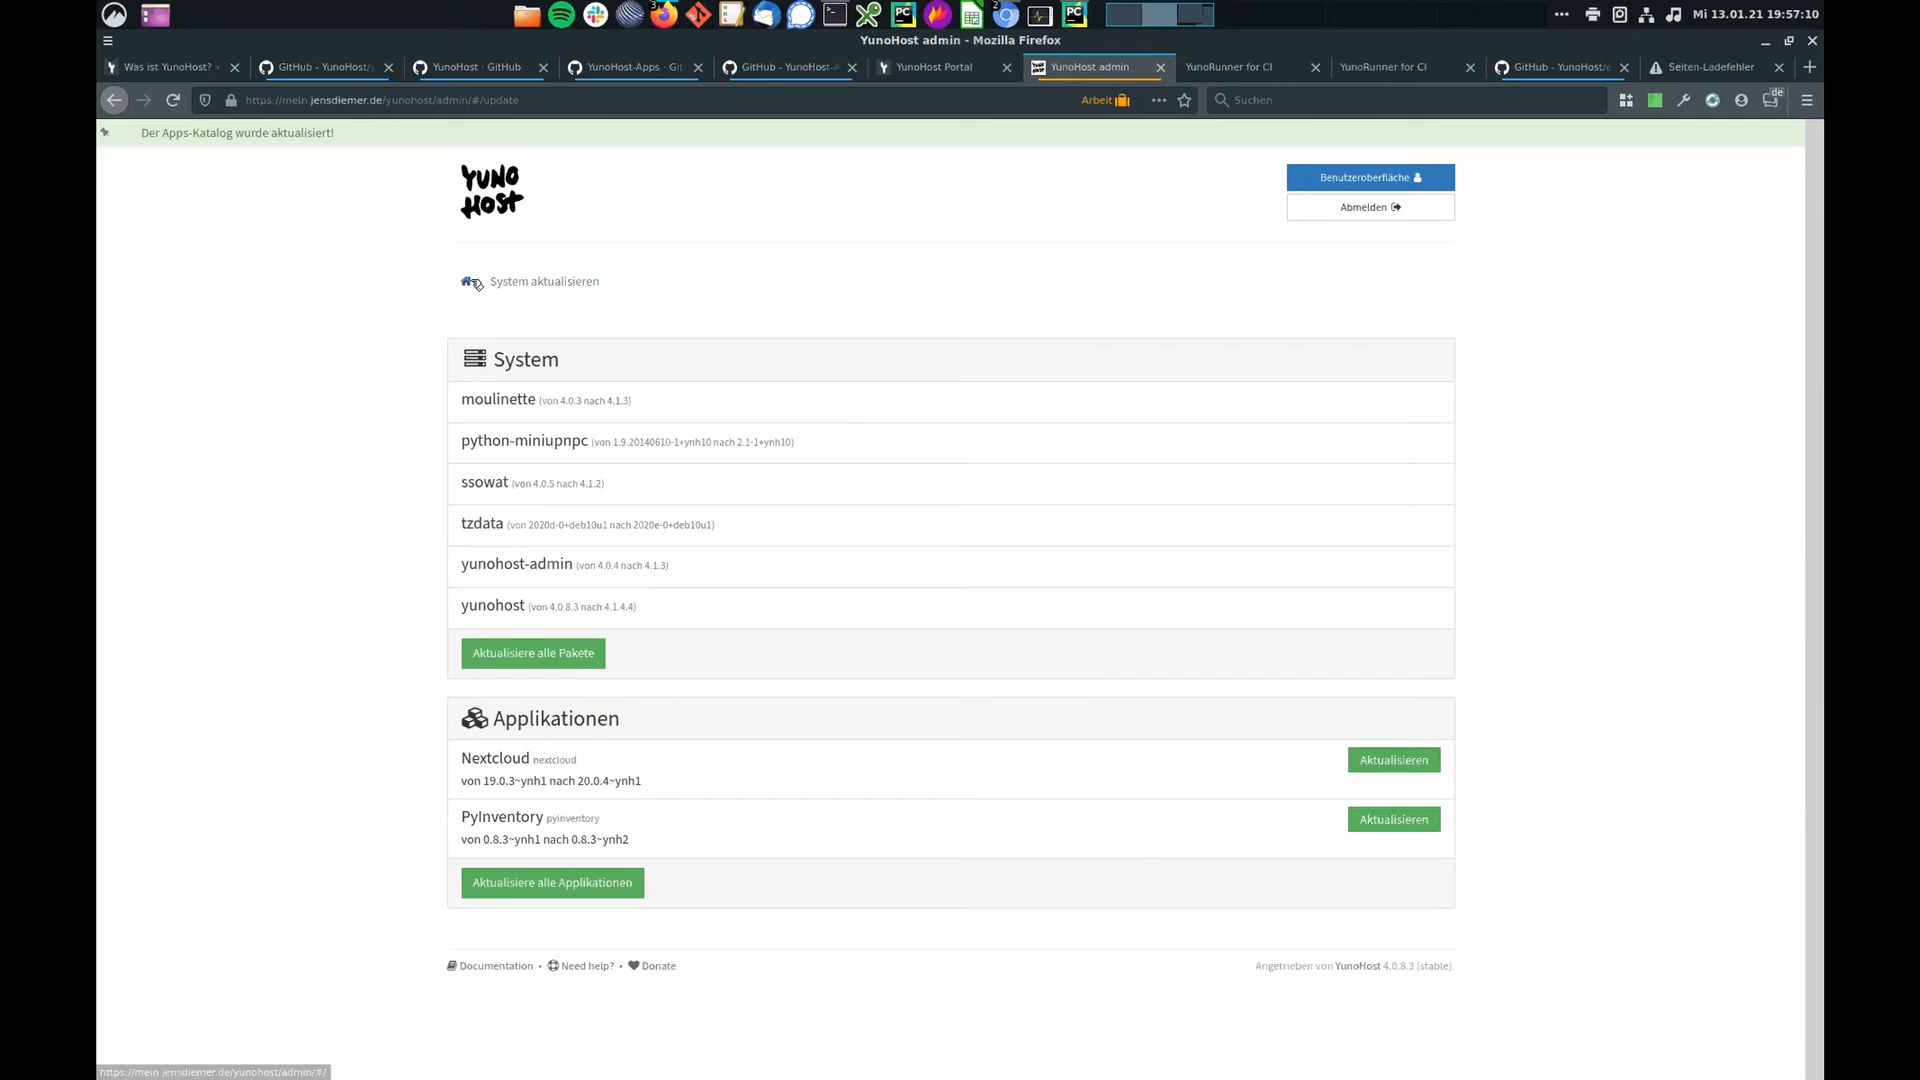 3
2
Mi 13.01.21 19:57:10
YunoHost admin - Mozilla Firefox
Was ist YunoHost?
GitHub - YunoHost/
YunoHost · GitHub
YunoHost-Apps · Git
GitHub - YunoHost-
YunoHost Portal
YunoHost admin
YunoRunner for CI
YunoRunner for CI
GitHub - YunoHost/
Seiten-Ladefehler
https://mein.jensdiemer.de/yunohost/admin/#/update
Arbeit
Suchen
de
Der Apps-Katalog wurde aktualisiert!
YUNO
HOST
Benutzeroberfläche
Abmelden
System aktualisieren
System
moulinette (von 4.0.3 nach 4.1.3)
python-miniupnpc (von 1.9.20140610-1+ynh10 nach 2.1-1+ynh10)
ssowat (von 4.0.5 nach 4.1.2)
tzdata (von 2020d-0+deb10u1 nach 2020e-0+deb10u1)
yunohost-admin (von 4.0.4 nach 4.1.3)
yunohost (von 4.0.8.3 nach 4.1.4.4)
Aktualisiere alle Pakete
Applikationen
Nextcloud nextcloud
von 19.0.3~ynh1 nach 20.0.4~ynh1
Aktualisieren
PyInventory pyinventory
von 0.8.3~ynh1 nach 0.8.3~ynh2
Aktualisieren
Aktualisiere alle Applikationen
Documentation • Need help? • Donate
Angetrieben von YunoHost 4.0.8.3 (stable).
https://mein.jensdiemer.de/yunohost/admin/#/